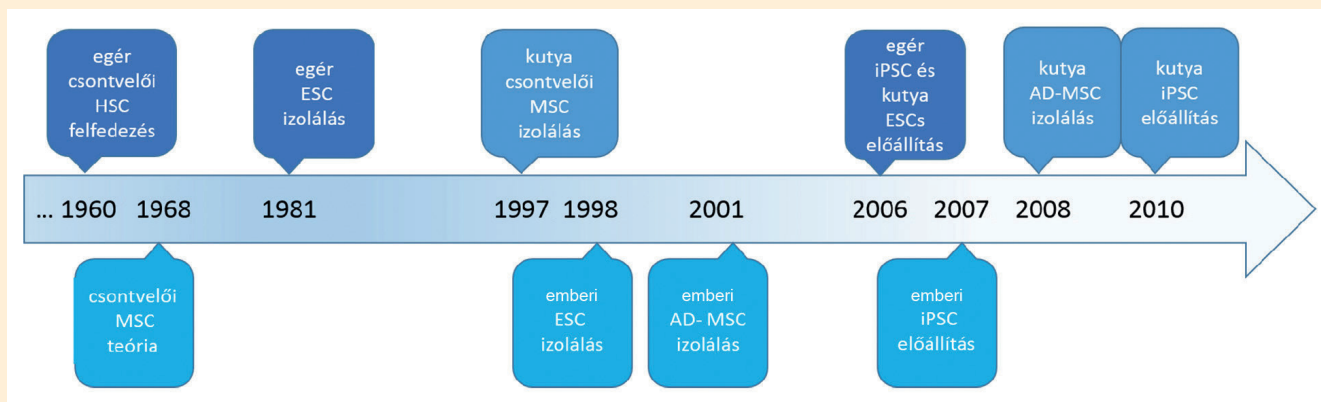 egér
csontvelői
HSC
felfedezés
egér
ESC
izolálás
kutya
csontvelői
MSC
izolálás
egér
iPSC és
kutya
ESCs
előállítás
kutya
AD-MSC
izolálás
kutya
iPSC
előállítás
... 1960 1968 1981 1997 1998 2001 2006 2007 2008 2010
csontvelői
MSC
teória
emberi
ESC
izolálás
emberi
AD- MSC
izolálás
emberi
iPSC
előállítás